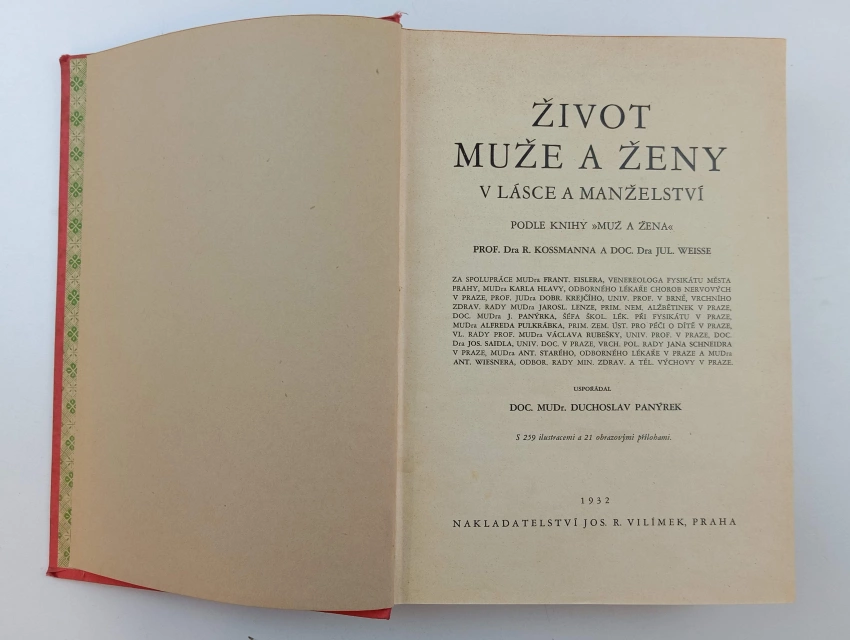 ŽIVOT
MUŽE A ŽENY
V LÁSCE A MANŽELSTVÍ
PODLE KNIHY »MUŽ A ŽENA«
PROF. Dra R. KOSSMANNA A DOC. Dra JUL. WEISSE
ZA SPOLUPRÁCE MUDra FRANT. EISLERA, VENEREOLOGA FYSIKÁTU MĚSTA
PRAHY, MUDra KARLA HLAVY, ODBORNÉHO LÉKAŘE CHOROB NERVOVÝCH
V PRAZE, PROF. JUDra DOBR. KREJČÍHO, UNIV. PROF. V BRNĚ, VRCHNÍHO
ZDRAV. RADY MUDra JAROSL. LENZE, PRIM. NEM. ALŽBĚTINEK V PRAZE,
DOC. MUDra J. PANÝRKA, ŠÉFA ŠKOL. LÉK. PŘI FYSIKÁTU V PRAZE,
MUDra ALFREDA PULKRÁBKA, PRIM. ZEM. ÚST. PRO PÉČI O DÍTĚ V PRAZE,
VL. RADY PROF. MUDra VÁCLAVA RUBEŠKY, UNIV. PROF. V PRAZE, DOC.
Dra JOS. SAIDLA, UNIV. DOC. V PRAZE, VRCH. POL. RADY JANA SCHNEIDRA
V PRAZE, MUDra ANT. STARÉHO, ODBORNÉHO LÉKAŘE V PRAZE A MUDra
ANT. WIESNERA, ODBOR. RADY MIN. ZDRAV. A TĚL. VÝCHOVY V PRAZE.
USPOŘÁDAL
DOC. MUDr. DUCHOSLAV PANÝREK
S 259 ilustracemi a 21 obrazovými přílohami.
1932
NAKLADATELSTVÍ JOS. R. VILÍMEK, PRAHA